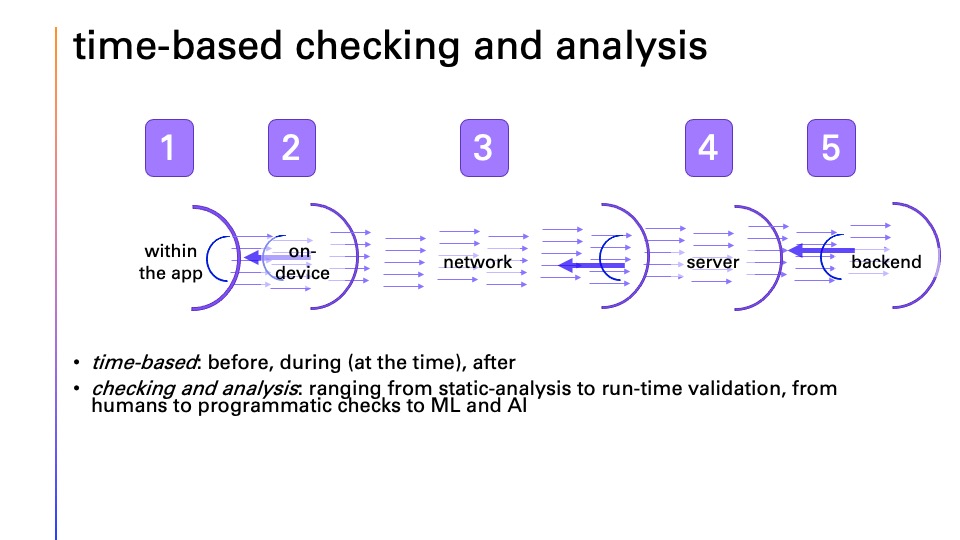 time-based checking and analysis
1
2
3
4
5
within
the app
on-
device
network
server
backend
• time-based: before, during (at the time), after
• checking and analysis: ranging from static-analysis to run-time validation, from
humans to programmatic checks to ML and AI